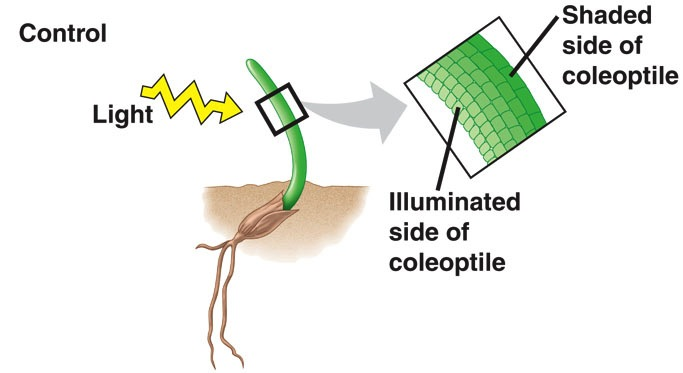 Control
Light
Shaded
side of
coleoptile
Illuminated
side of
coleoptile